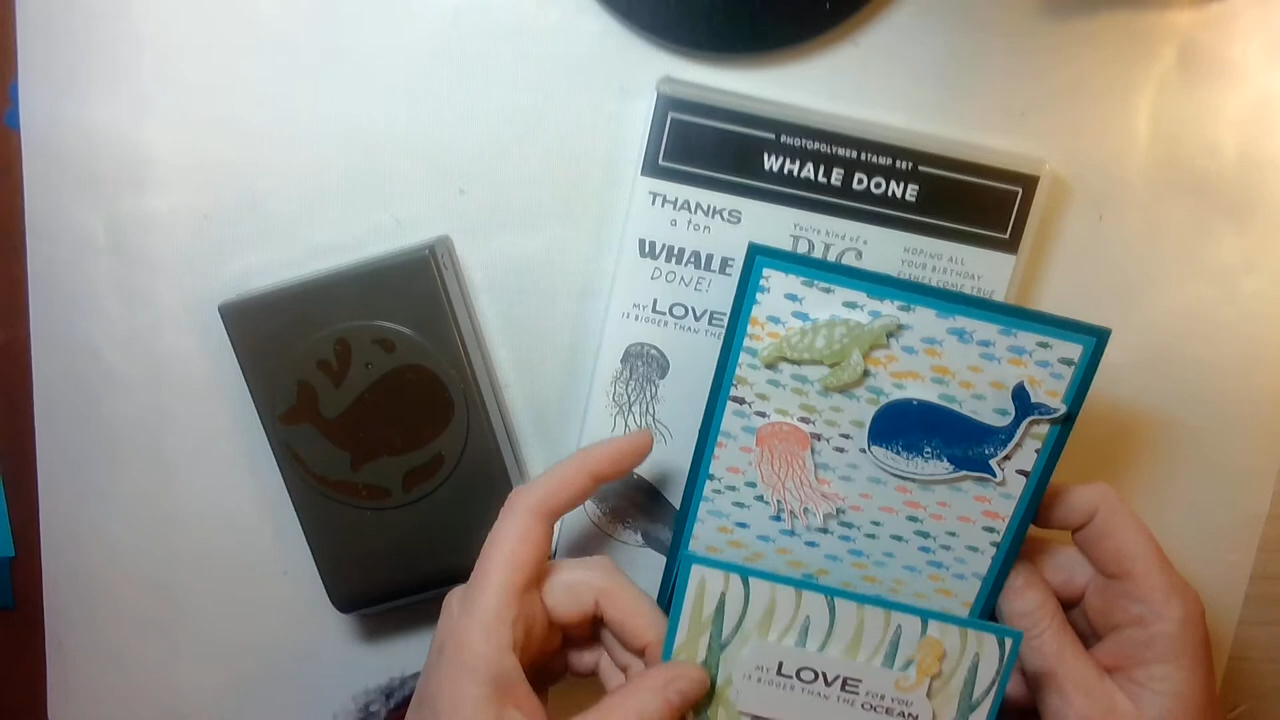 PHOTOPOLYMER STAMP SET
WHALE DONE
THANKS
a ton
WHALE
DONE!
MY LOVE
IS BIGGER THAN THE
You're kind of a
BIG
HOPING ALL
YOUR BIRTHDAY
FISHES COME TRUE
MY LOVE FOR YOU
IS BIGGER THAN THE OCEAN